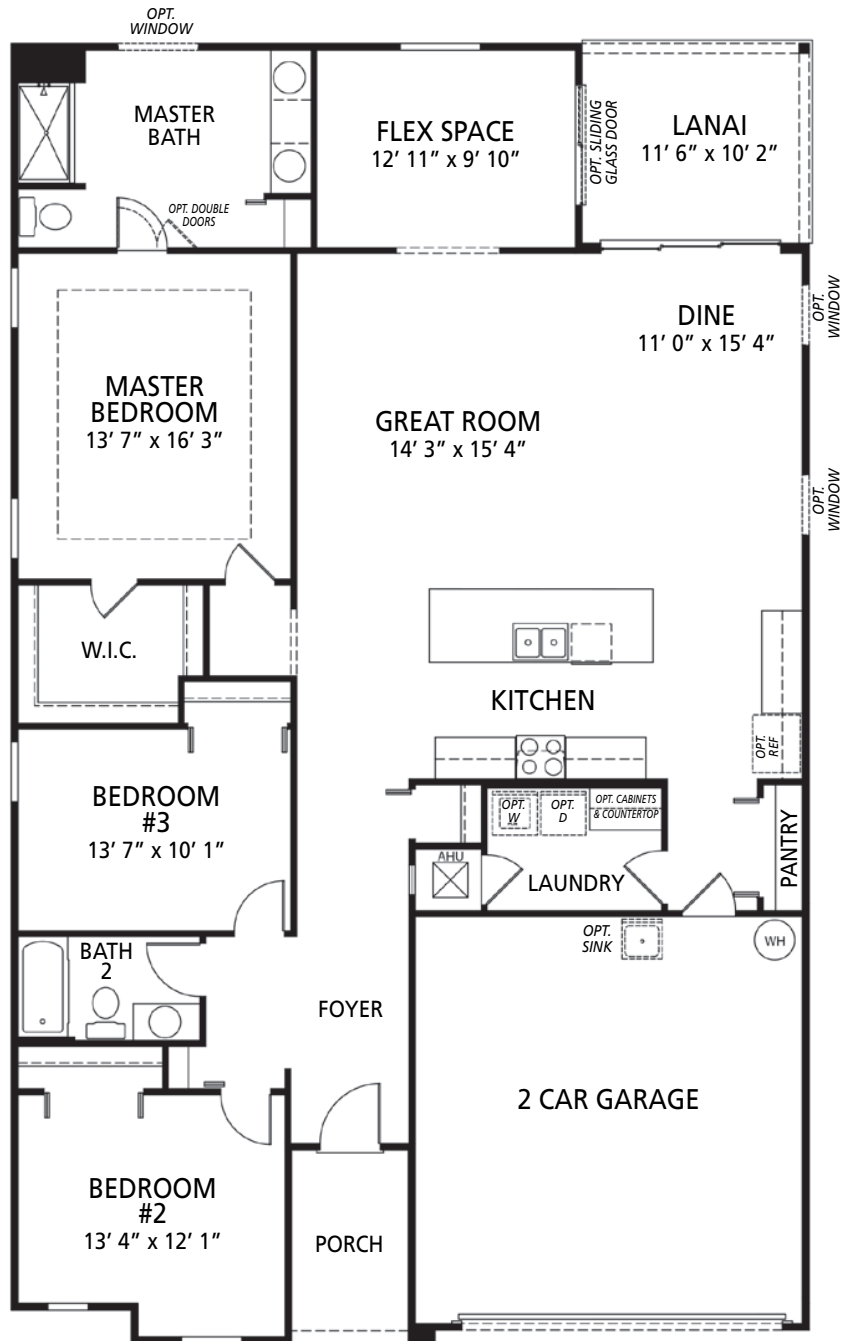 OPT.
WINDOW
MASTER
BATH
OPT. DOUBLE
DOORS
FLEX SPACE
12' 11" x 9' 10"
OPT. SLIDING
GLASS DOOR
LANAI
11' 6" x 10' 2"
DINE
11' 0" x 15' 4"
OPT.
WINDOW
MASTER
BEDROOM
13' 7" x 16' 3"
GREAT ROOM
14' 3" x 15' 4"
OPT.
WINDOW
W.I.C.
KITCHEN
OPT.
REF
BEDROOM
#3
13' 7" x 10' 1"
OPT.
W
OPT.
D
OPT. CABINETS
& COUNTERTOP
AHU
LAUNDRY
PANTRY
OPT.
SINK
WH
BATH
2
FOYER
2 CAR GARAGE
BEDROOM
#2
13' 4" x 12' 1"
PORCH